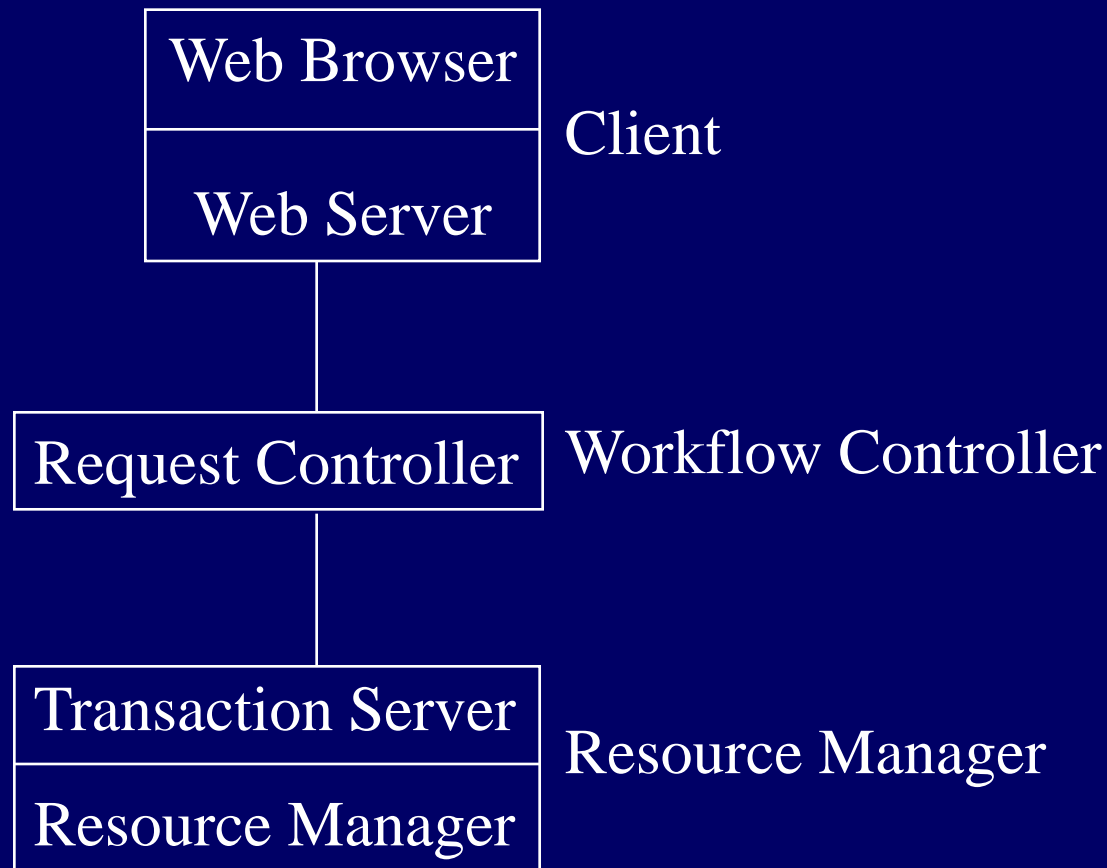 Web Browser
Client
Web Server
Request Controller
Workflow Controller
Transaction Server
Resource Manager
Resource Manager